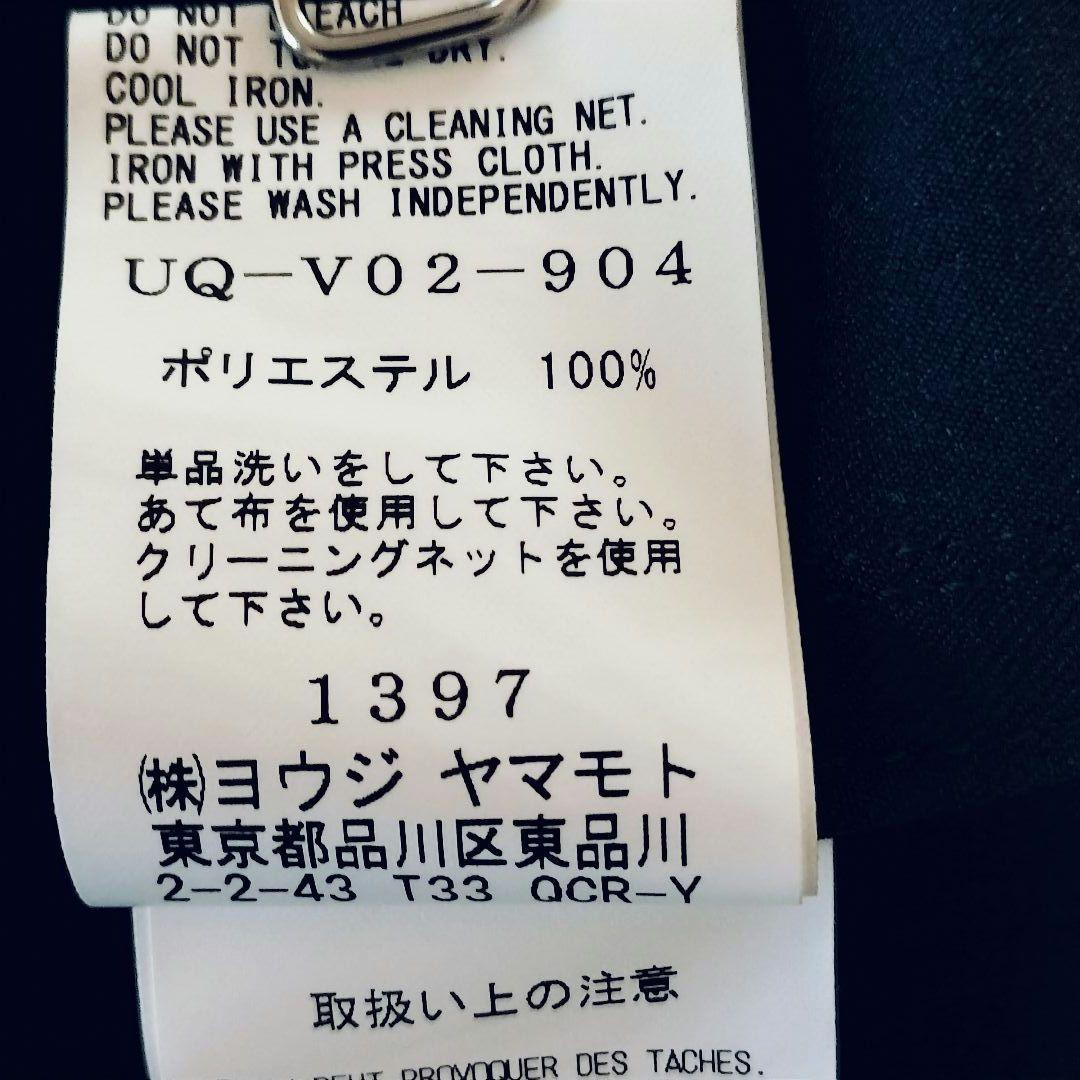 DO NOT BLEACH
DO NOT TUMBLE DRY.
COOL IRON.
PLEASE USE A CLEANING NET.
IRON WITH PRESS CLOTH.
PLEASE WASH INDEPENDENTLY.
UQ-V02-904
ポリエステル 100%
単品洗いをして下さい。
あて布を使用して下さい。
クリーニングネットを使用
して下さい。
1397
㈱ヨウジ ヤマモト
東京都品川区東品川
2-2-43 T33 QCR-Y
取扱い上の注意
PEUT PROVOQUER DES TACHES.